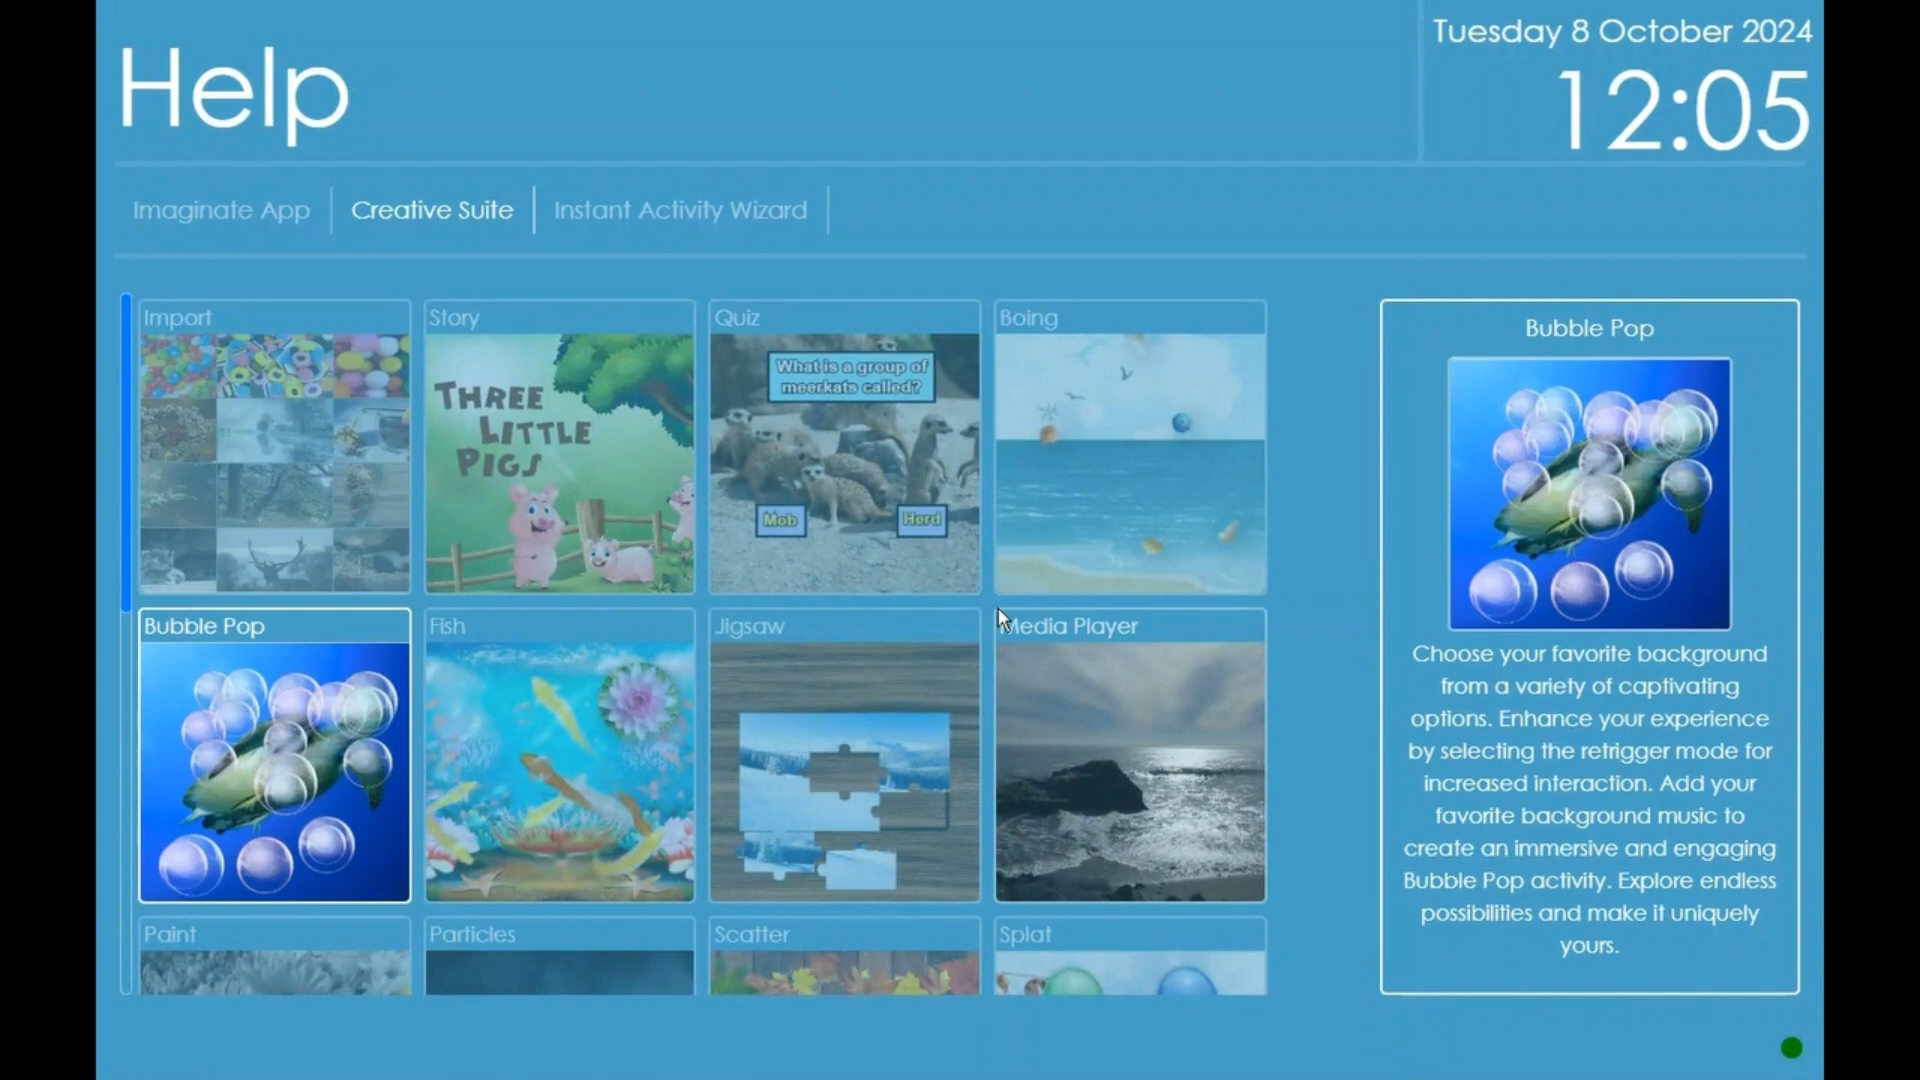 Help
Tuesday 8 October 2024
12:05
Imaginate App
Creative Suite
Instant Activity Wizard
Import
Story
Quiz
Boing
THREE
LITTLE
PIGS
What is a group of
meerkats called?
Mob
Herd
Bubble Pop
Fish
Jigsaw
Media Player
Paint
Particles
Scatter
Splat
Bubble Pop
Choose your favorite background
from a variety of captivating
options. Enhance your experience
by selecting the retrigger mode for
increased interaction. Add your
favorite background music to
create an immersive and engaging
Bubble Pop activity. Explore endless
possibilities and make it uniquely
yours.